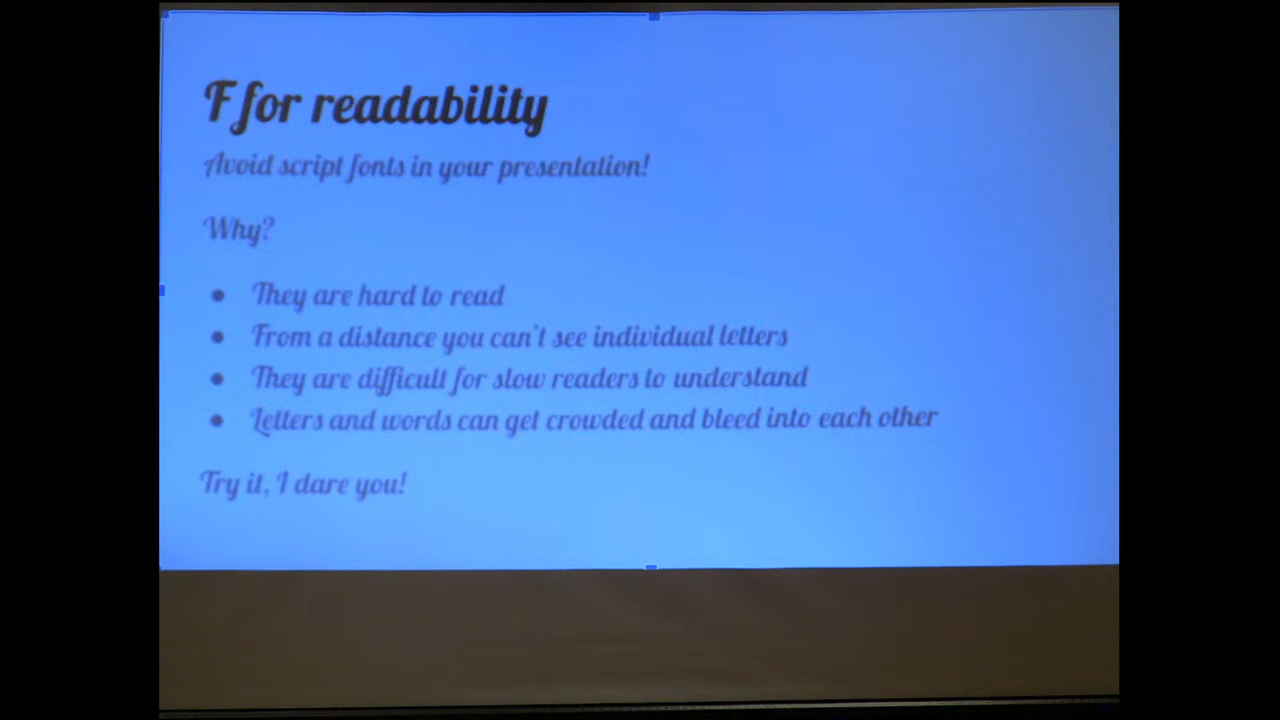 F for readability
Avoid script fonts in your presentation!
Why?
● They are hard to read
● From a distance you can't see individual letters
● They are difficult for slow readers to understand
● Letters and words can get crowded and bleed into each other
Try it, I dare you!